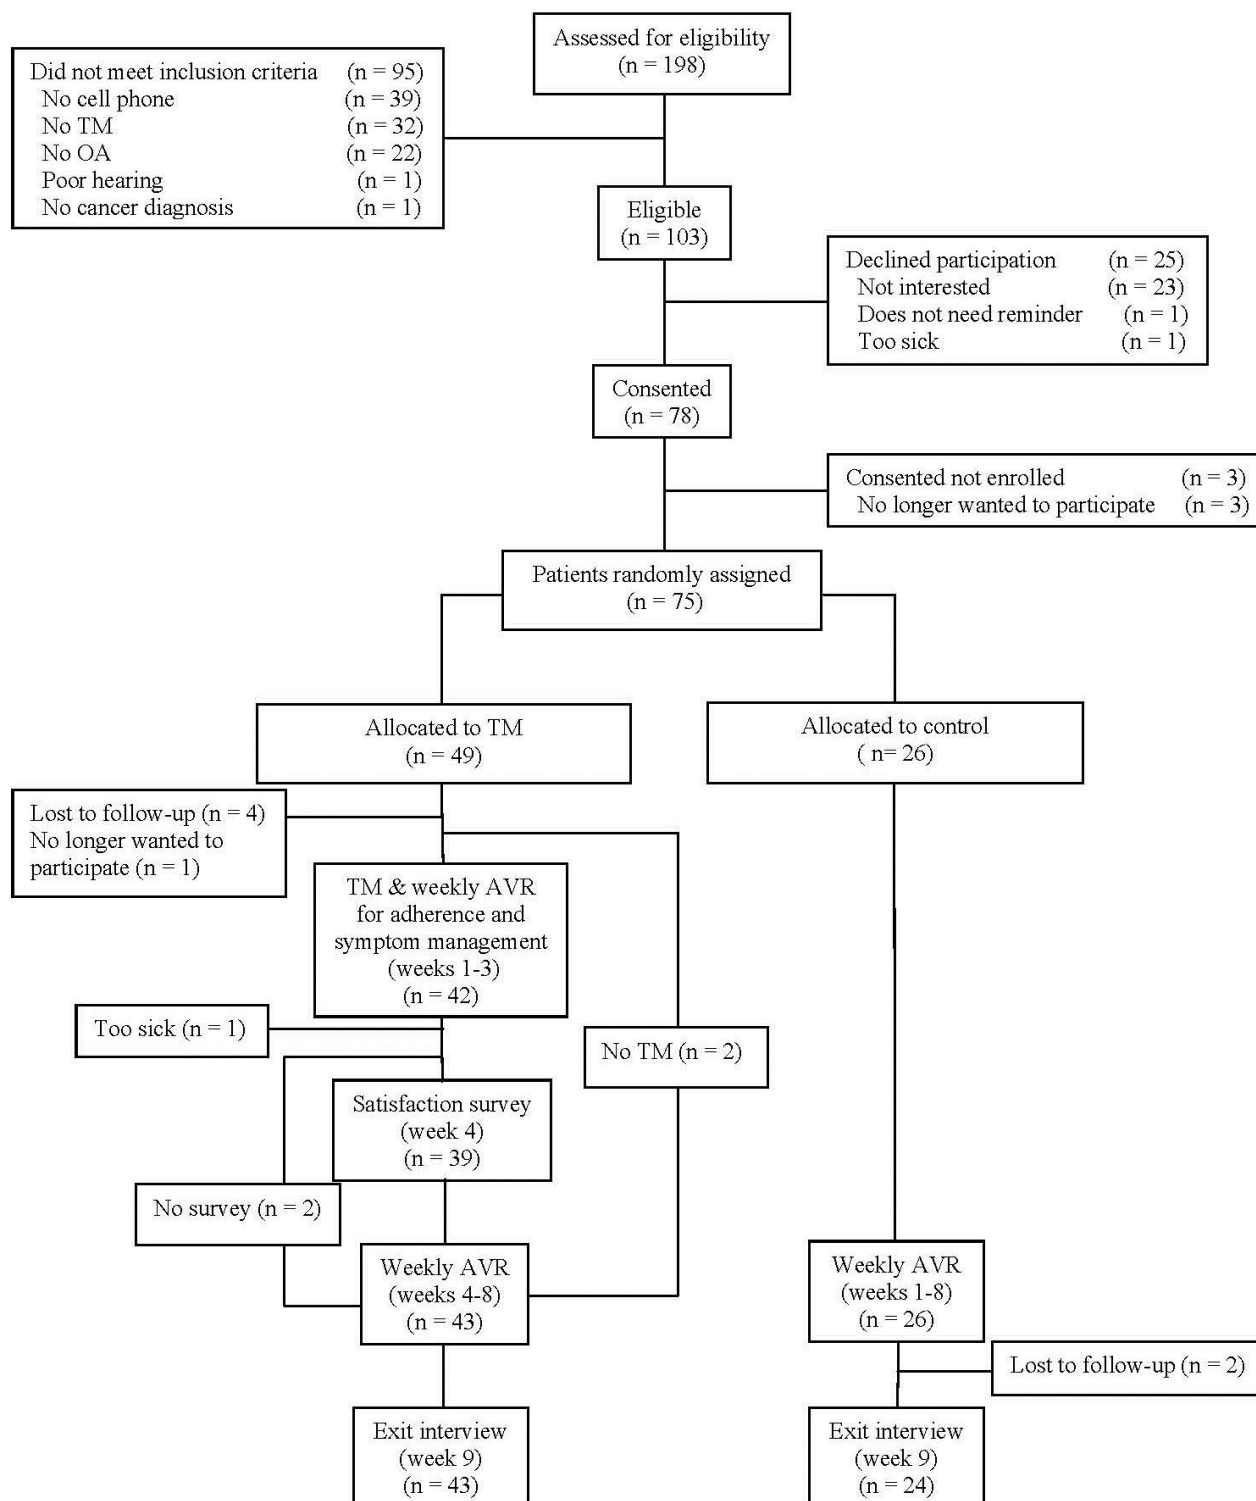 Assessed for eligibility
(n = 198)
Did not meet inclusion criteria (n = 95)
No cell phone (n = 39)
No TM (n = 32)
No OA (n = 22)
Poor hearing (n = 1)
No cancer diagnosis (n = 1)
Eligible
(n = 103)
Declined participation (n = 25)
Not interested (n = 23)
Does not need reminder (n = 1)
Too sick (n = 1)
Consented
(n = 78)
Consented not enrolled (n = 3)
No longer wanted to participate (n = 3)
Patients randomly assigned
(n = 75)
Allocated to TM
(n = 49)
Allocated to control
( n= 26)
Lost to follow-up (n = 4)
No longer wanted to
participate (n = 1)
TM & weekly AVR
for adherence and
symptom management
(weeks 1-3)
(n = 42)
Too sick (n = 1)
No TM (n = 2)
Satisfaction survey
(week 4)
(n = 39)
No survey (n = 2)
Weekly AVR
(weeks 4-8)
(n = 43)
Weekly AVR
(weeks 1-8)
(n = 26)
Lost to follow-up (n = 2)
Exit interview
(week 9)
(n = 43)
Exit interview
(week 9)
(n = 24)